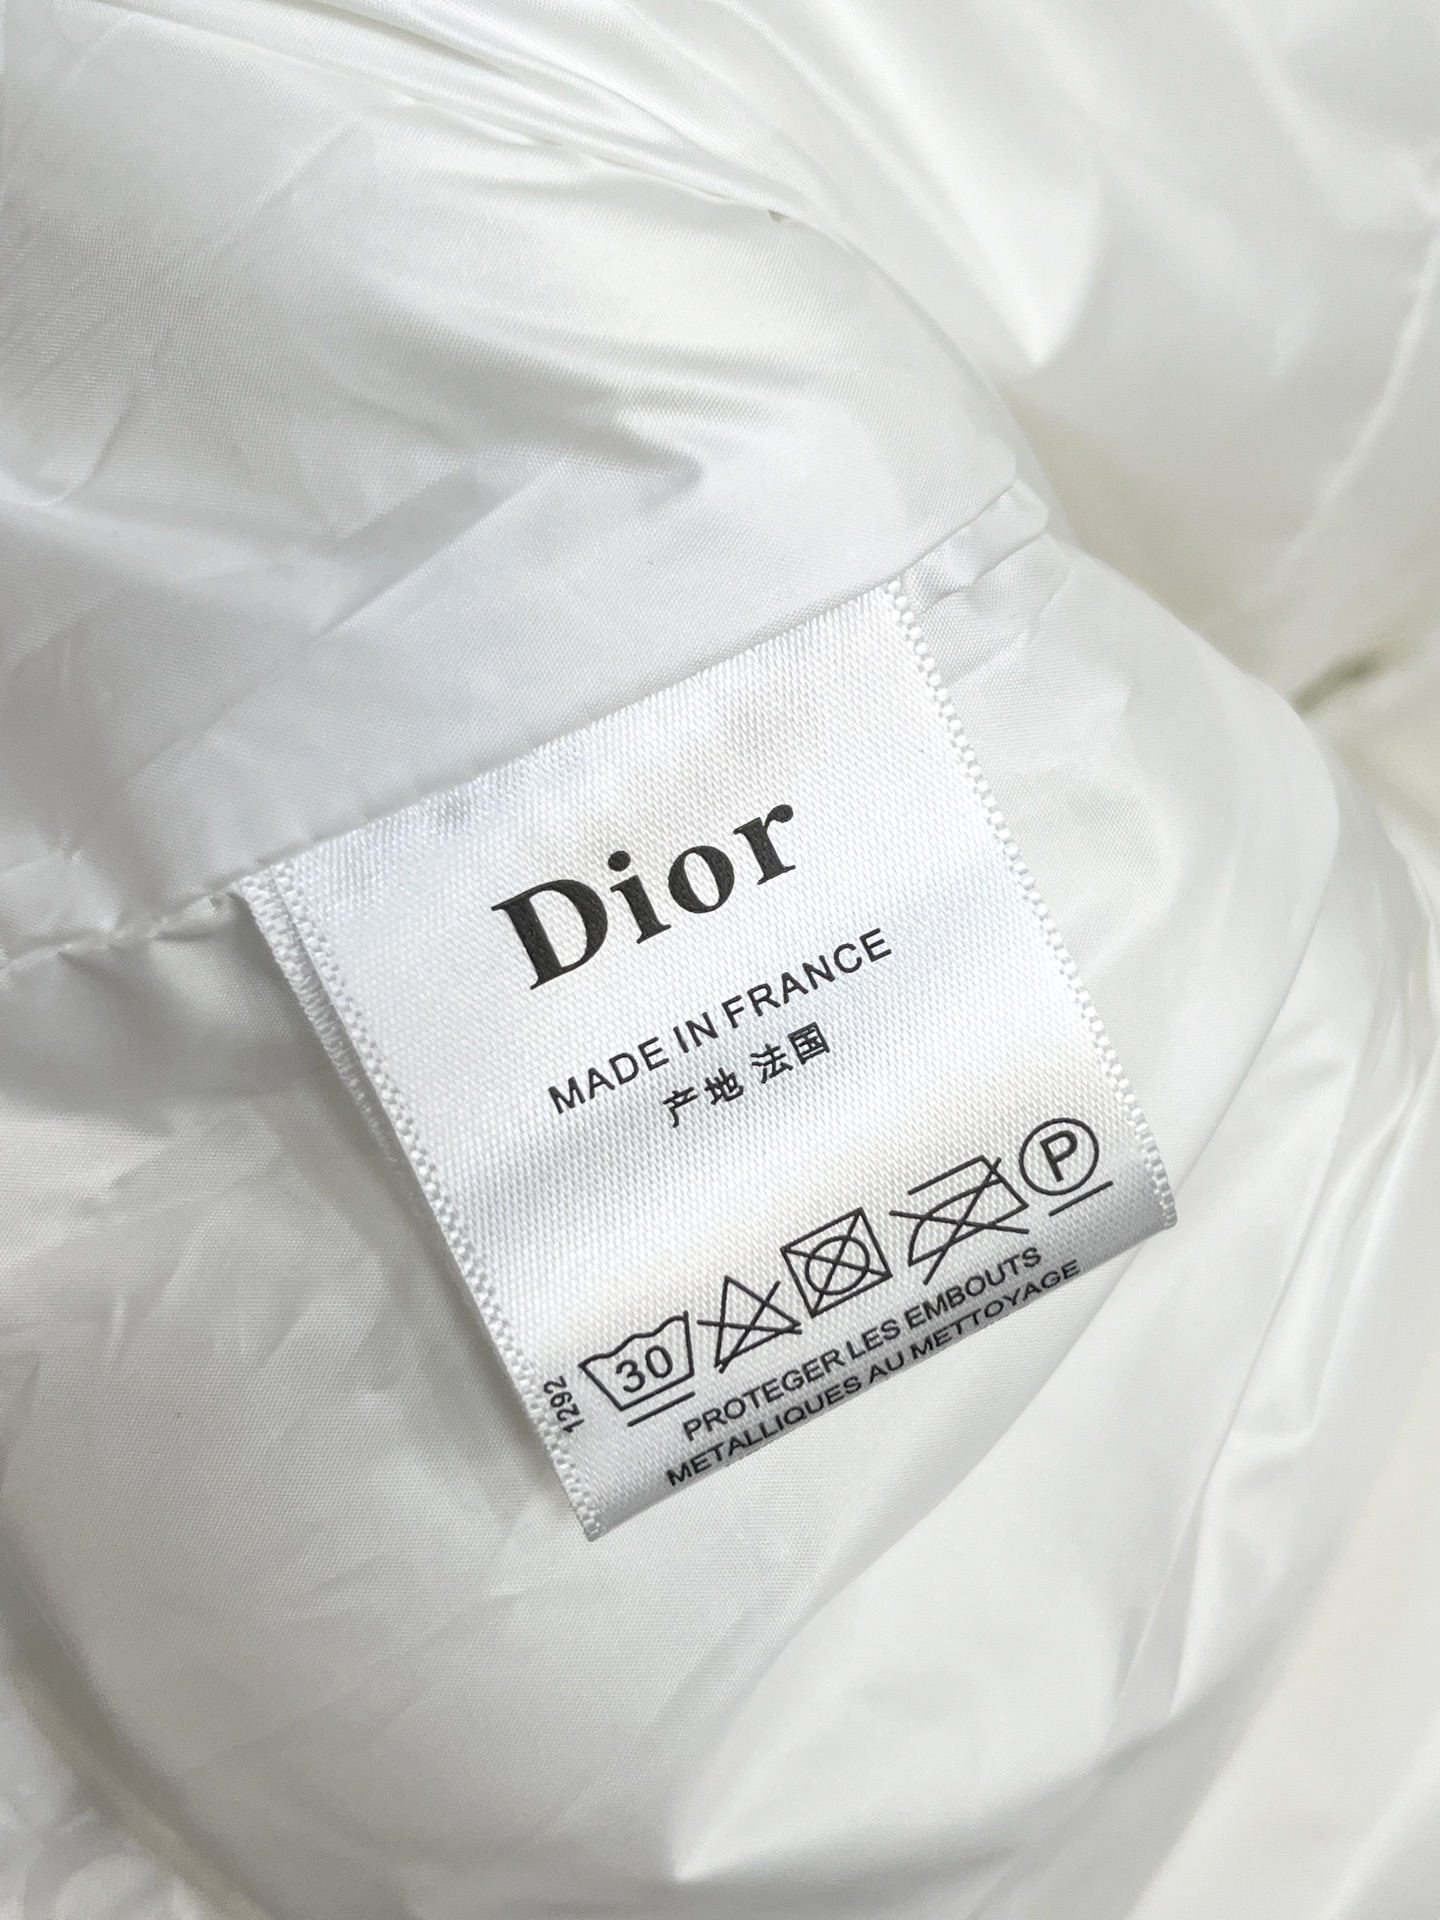 Dior
MADE IN FRANCE
产地 法国
30
P
1292
PROTEGER LES EMBOUTS
METALLIQUES AU METTOYAGE